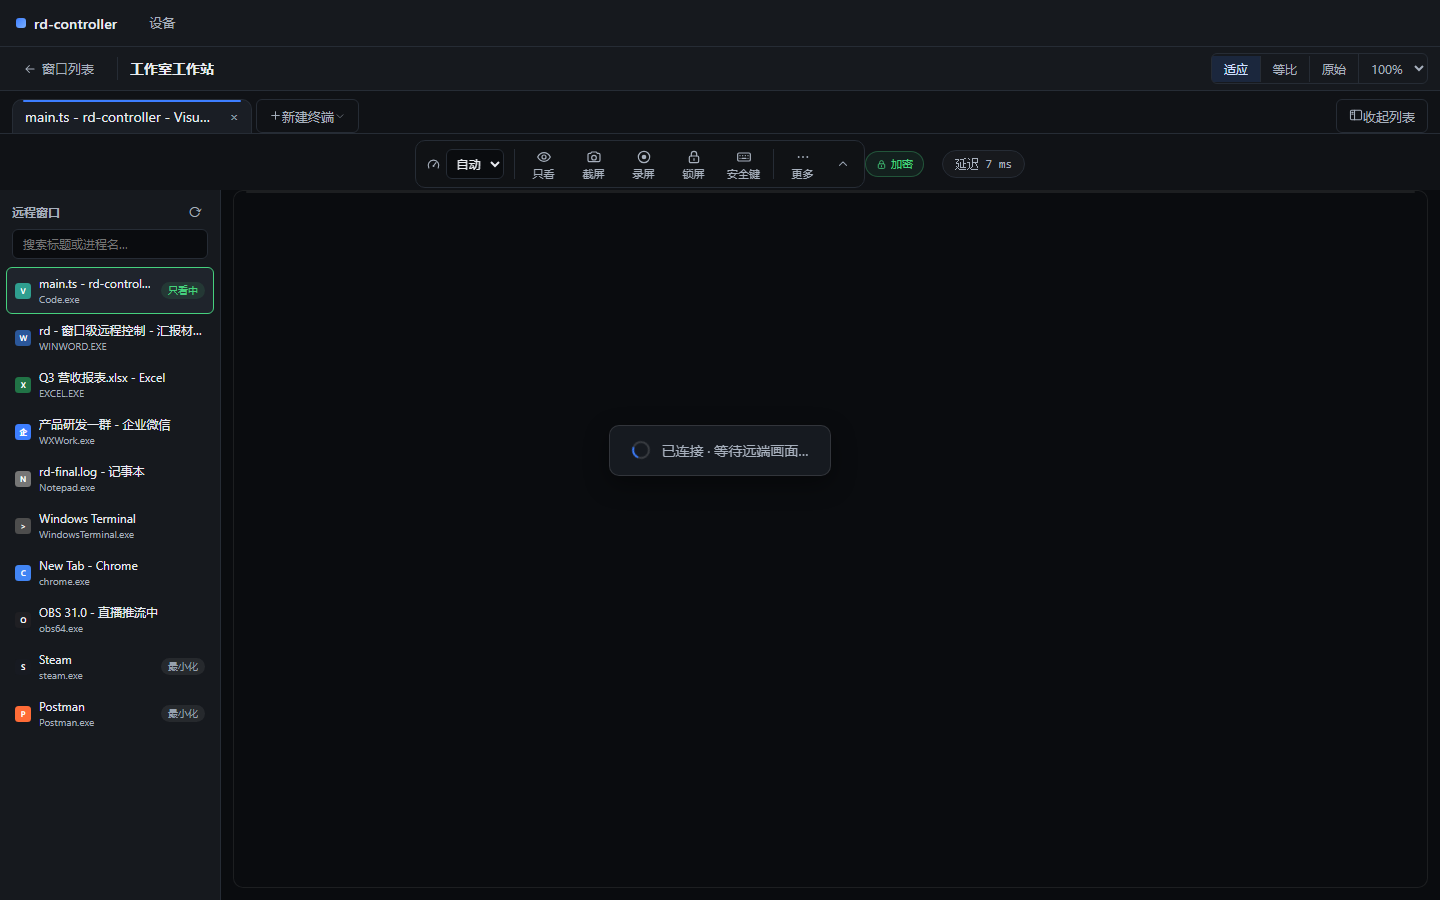 rd-controller 设备
← 窗口列表 工作室工作站 适应 等比 原始 100%
main.ts - rd-controller - Visu... × +新建终端 收起列表
自动 只看 截屏 录屏 锁屏 安全键 更多 加密 延迟 7 ms
远程窗口
搜索标题或进程名...
V main.ts - rd-control... 只看中
Code.exe
W rd - 窗口级远程控制 - 汇报材...
WINWORD.EXE
X Q3 营收报表.xlsx - Excel
EXCEL.EXE
企 产品研发一群 - 企业微信
WXWork.exe
N rd-final.log - 记事本
Notepad.exe
> Windows Terminal
WindowsTerminal.exe
C New Tab - Chrome
chrome.exe
O OBS 31.0 - 直播推流中
obs64.exe
S Steam 最小化
steam.exe
P Postman 最小化
Postman.exe
已连接 · 等待远端画面...